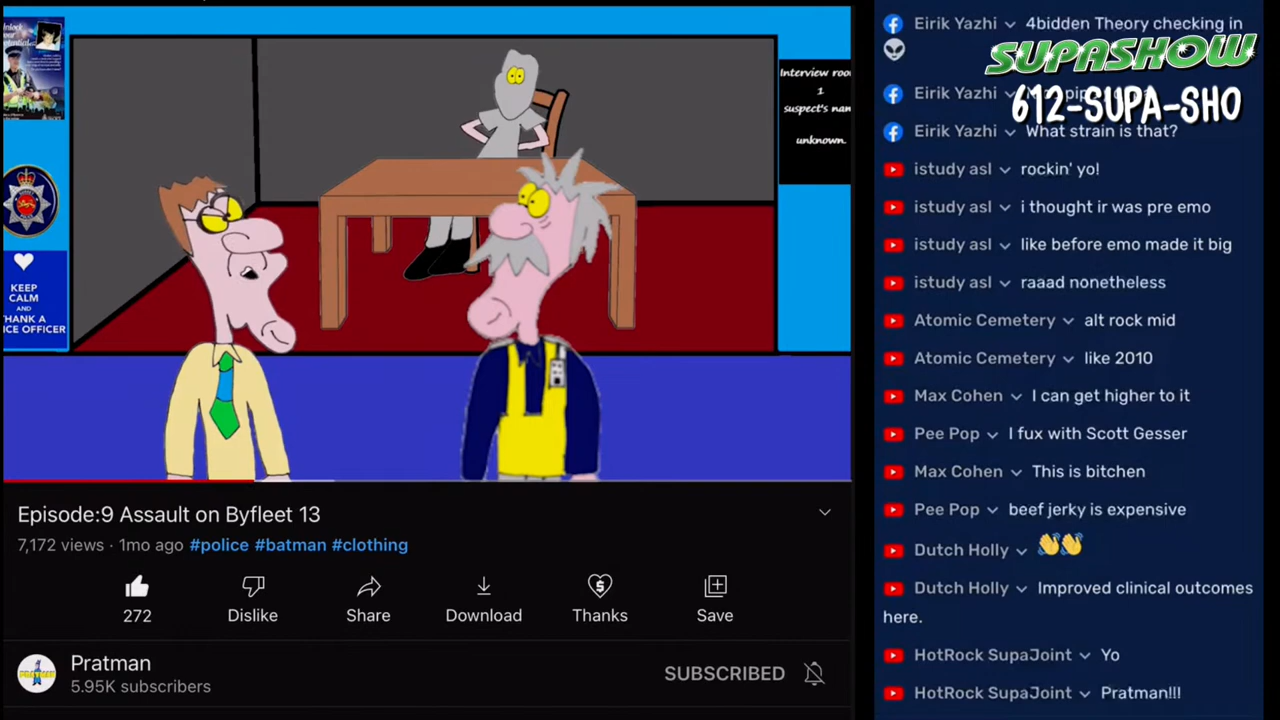 Unlock
your
potential
KEEP
CALM
AND
THANK A
ICE OFFICER
Interview roo
1
suspect's nam
unknown.
Episode:9 Assault on Byfleet 13
7,172 views · 1mo ago #police #batman #clothing
272
Dislike
Share
Download
Thanks
Save
PRATMAN
Pratman
5.95K subscribers
SUBSCRIBED
Eirik Yazhi 4bidden Theory checking in
👽
SUPASHOW
612-SUPA-SHO
Eirik Yazhi
Eirik Yazhi What strain is that?
istudy asl rockin' yo!
istudy asl i thought ir was pre emo
istudy asl like before emo made it big
istudy asl raaad nonetheless
Atomic Cemetery alt rock mid
Atomic Cemetery like 2010
Max Cohen I can get higher to it
Pee Pop I fux with Scott Gesser
Max Cohen This is bitchen
Pee Pop beef jerky is expensive
Dutch Holly 👏👏
Dutch Holly Improved clinical outcomes
here.
HotRock SupaJoint Yo
HotRock SupaJoint Pratman!!!